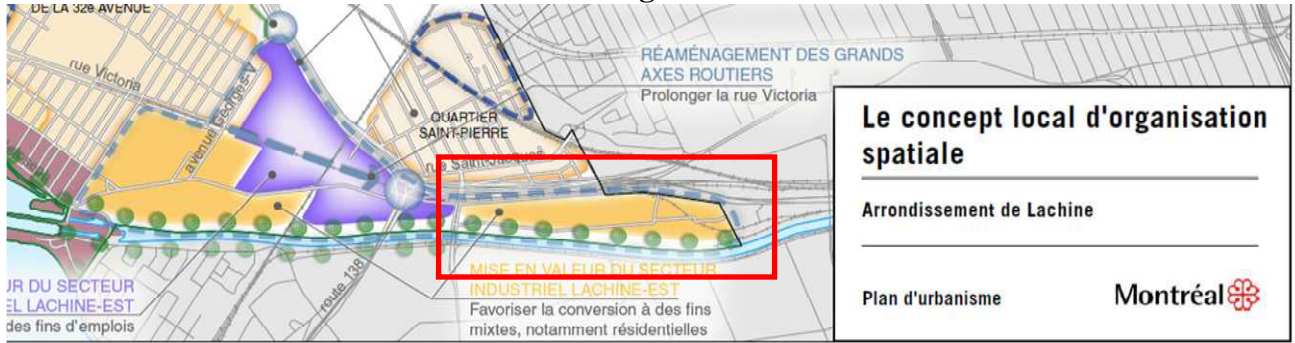 DE LA 32e AVENUE
rue Victoria
avenue Georges-V
QUARTIER
SAINT-PIERRE
rue Saint-Jacques
RÉAMÉNAGEMENT DES GRANDS
AXES ROUTIERS
Prolonger la rue Victoria
route 138
UR DU SECTEUR
EL LACHINE-EST
des fins d'emplois
MISE EN VALEUR DU SECTEUR
INDUSTRIEL LACHINE-EST
Favoriser la conversion à des fins
mixtes, notamment résidentielles
Le concept local d'organisation
spatiale
Arrondissement de Lachine
Plan d'urbanisme
Montréal